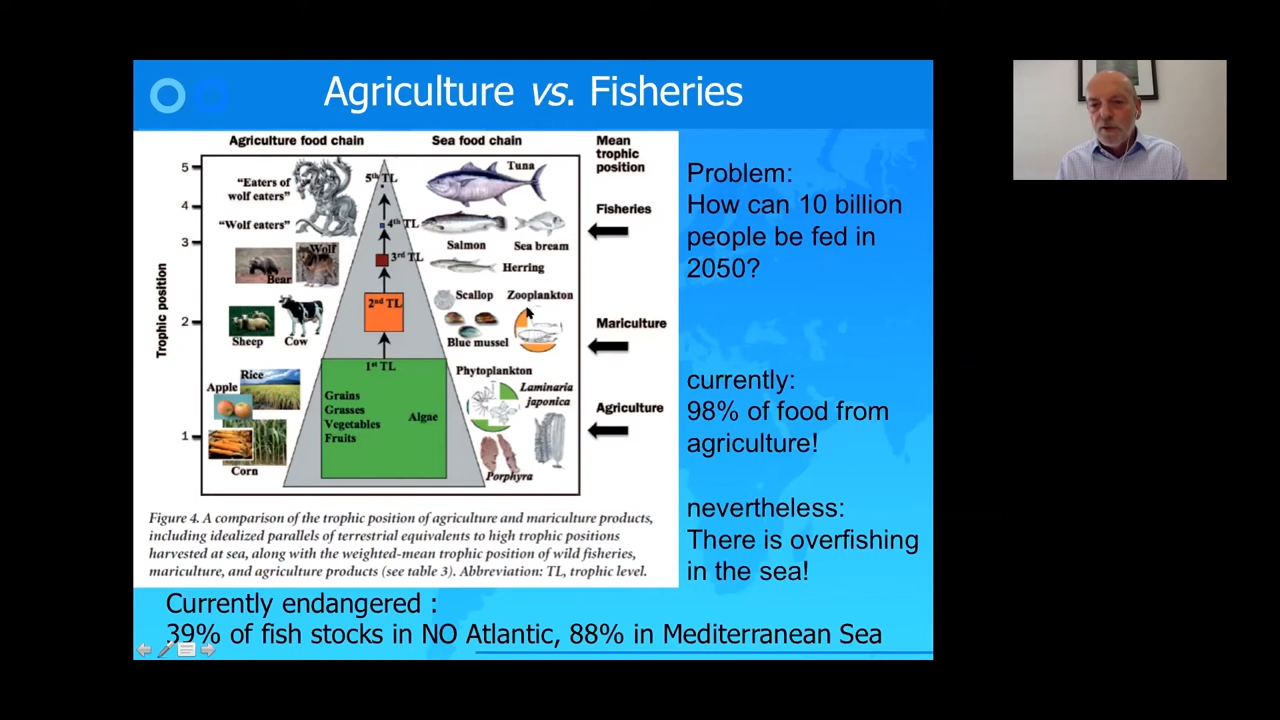 Agriculture vs. Fisheries
Agriculture food chain
Sea food chain
Mean
trophic
position
5
4
3
2
1
Trophic position
"Eaters of
wolf eaters"
"Wolf eaters"
Bear
Wolf
Sheep
Cow
Rice
Apple
Corn
5th TL
4th TL
3rd TL
2nd TL
1st TL
Grains
Grasses
Vegetables
Fruits
Algae
Tuna
Salmon
Sea bream
Herring
Scallop
Zooplankton
Blue mussel
Phytoplankton
Laminaria
japonica
Porphyra
Fisheries
Mariculture
Agriculture
Figure 4. A comparison of the trophic position of agriculture and mariculture products,
including idealized parallels of terrestrial equivalents to high trophic positions
harvested at sea, along with the weighted-mean trophic position of wild fisheries,
mariculture, and agriculture products (see table 3). Abbreviation: TL, trophic level.
Problem:
How can 10 billion
people be fed in
2050?
currently:
98% of food from
agriculture!
nevertheless:
There is overfishing
in the sea!
Currently endangered :
39% of fish stocks in NO Atlantic, 88% in Mediterranean Sea